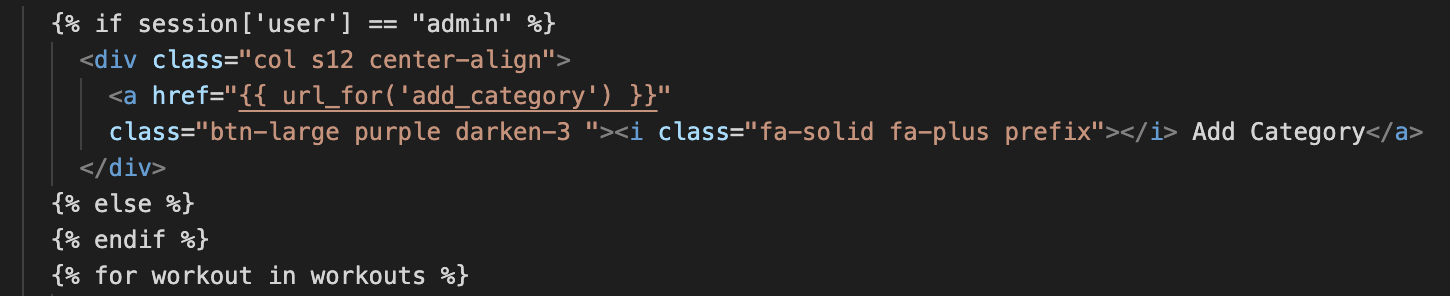 {% if session['user'] == "admin" %}
<div class="col s12 center-align">
<a href="{{ url_for('add_category') }}"
class="btn-large purple darken-3 "><i class="fa-solid fa-plus prefix"></i> Add Category</a>
</div>
{% else %}
{% endif %}
{% for workout in workouts %}